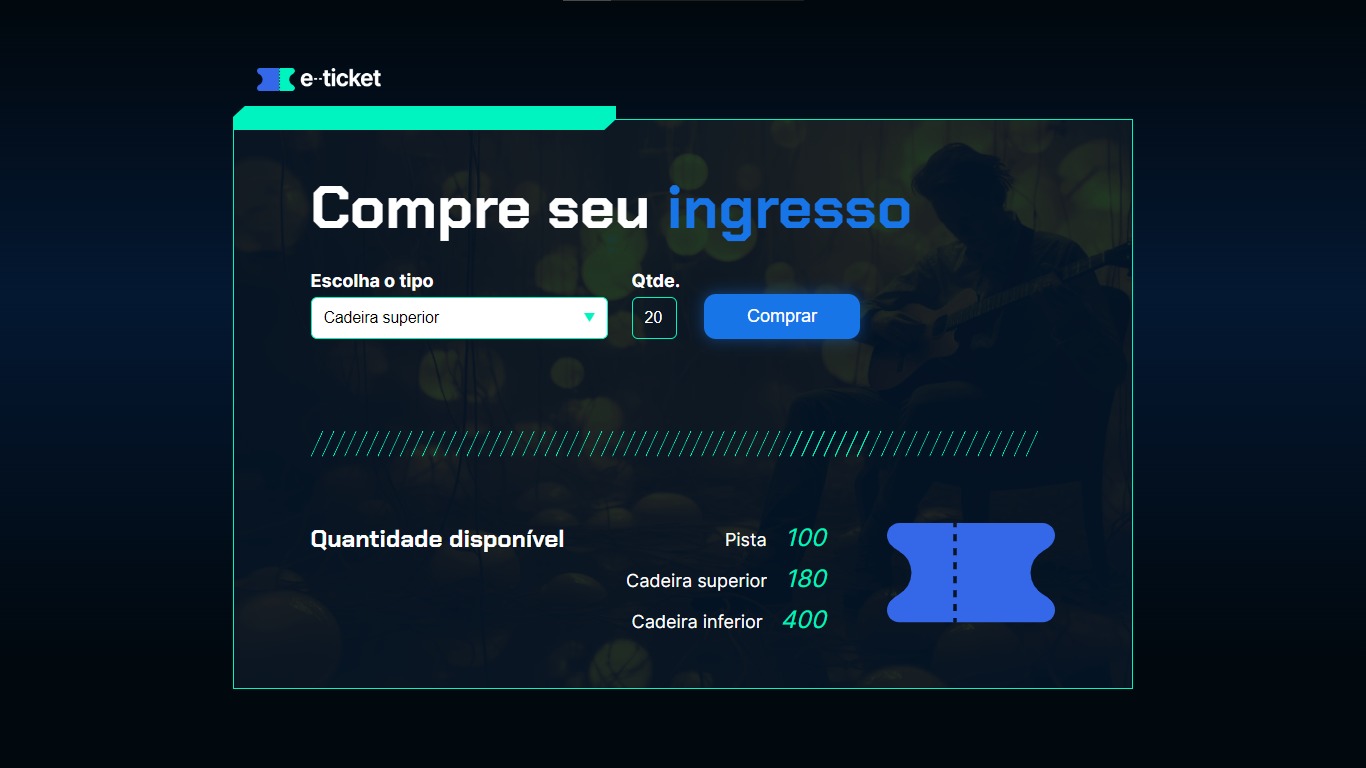 e--ticket
Compre seu ingresso
Escolha o tipo
Qtde.
Cadeira superior
20
Comprar
Quantidade disponível
Pista 100
Cadeira superior 180
Cadeira inferior 400